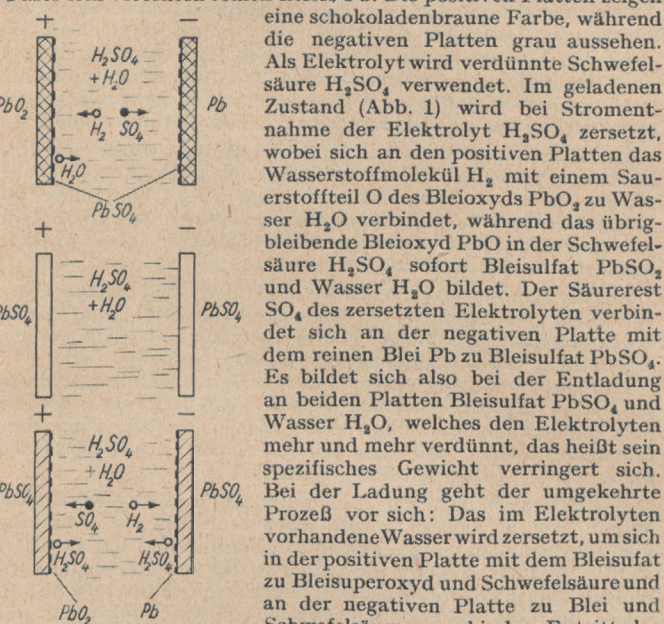 + −
H₂SO₄
+H₂O
PbO₂
Pb
H₂ SO₄
H₂O
PbSO₄
+ −
H₂SO₄
+H₂O
PbSO₄
PbSO₄
+ −
H₂SO₄
+H₂O
PbSO₄
PbSO₄
SO₄ H₂
H₂SO₄ H₂SO₄
PbO₂ Pb
eine schokoladenbraune Farbe, während
die negativen Platten grau aussehen.
Als Elektrolyt wird verdünnte Schwefel-
säure H₂SO₄ verwendet. Im geladenen
Zustand (Abb. 1) wird bei Stroment-
nahme der Elektrolyt H₂SO₄ zersetzt,
wobei sich an den positiven Platten das
Wasserstoffmolekül H₂ mit einem Sau-
erstoffteil O des Bleioxyds PbO₂ zu Was-
ser H₂O verbindet, während das übrig-
bleibende Bleioxyd PbO in der Schwefel-
säure H₂SO₄ sofort Bleisulfat PbSO₂
und Wasser H₂O bildet. Der Säurerest
SO₄ des zersetzten Elektrolyten verbin-
det sich an der negativen Platte mit
dem reinen Blei Pb zu Bleisulfat PbSO₄.
Es bildet sich also bei der Entladung
an beiden Platten Bleisulfat PbSO₄ und
Wasser H₂O, welches den Elektrolyten
mehr und mehr verdünnt, das heißt sein
spezifisches Gewicht verringert sich.
Bei der Ladung geht der umgekehrte
Prozeß vor sich: Das im Elektrolyten
vorhandene Wasser wird zersetzt, um sich
in der positiven Platte mit dem Bleisufat
zu Bleisuperoxyd und Schwefelsäure und
an der negativen Platte zu Blei und